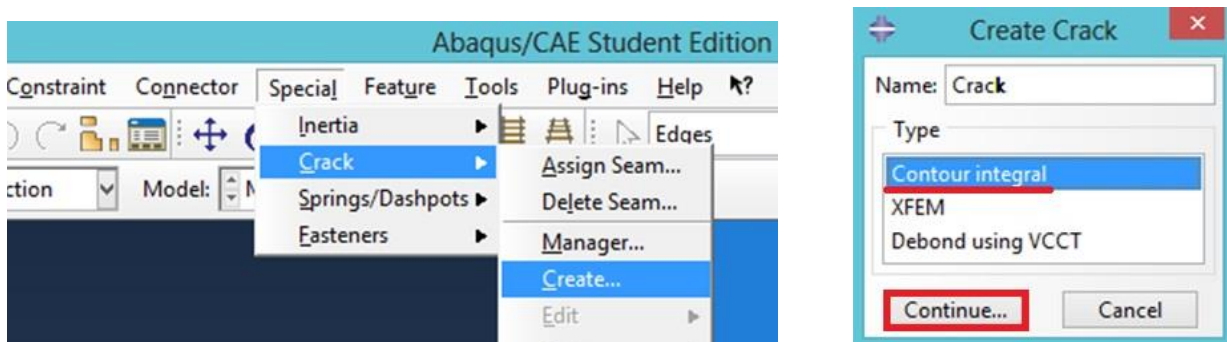 Abaqus/CAE Student Edition
Constraint Connector Special Feature Tools Plug-ins Help
Inertia
Edges
Crack
Assign Seam...
ction Model:
Springs/Dashpots
Delete Seam...
Fasteners
Manager...
Create...
Edit
Create Crack
Name: Crack
Type
Contour integral
XFEM
Debond using VCCT
Continue... Cancel